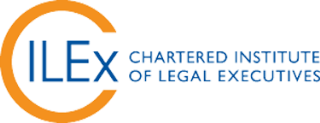 CILEx
CHARTERED INSTITUTE
OF LEGAL EXECUTIVES